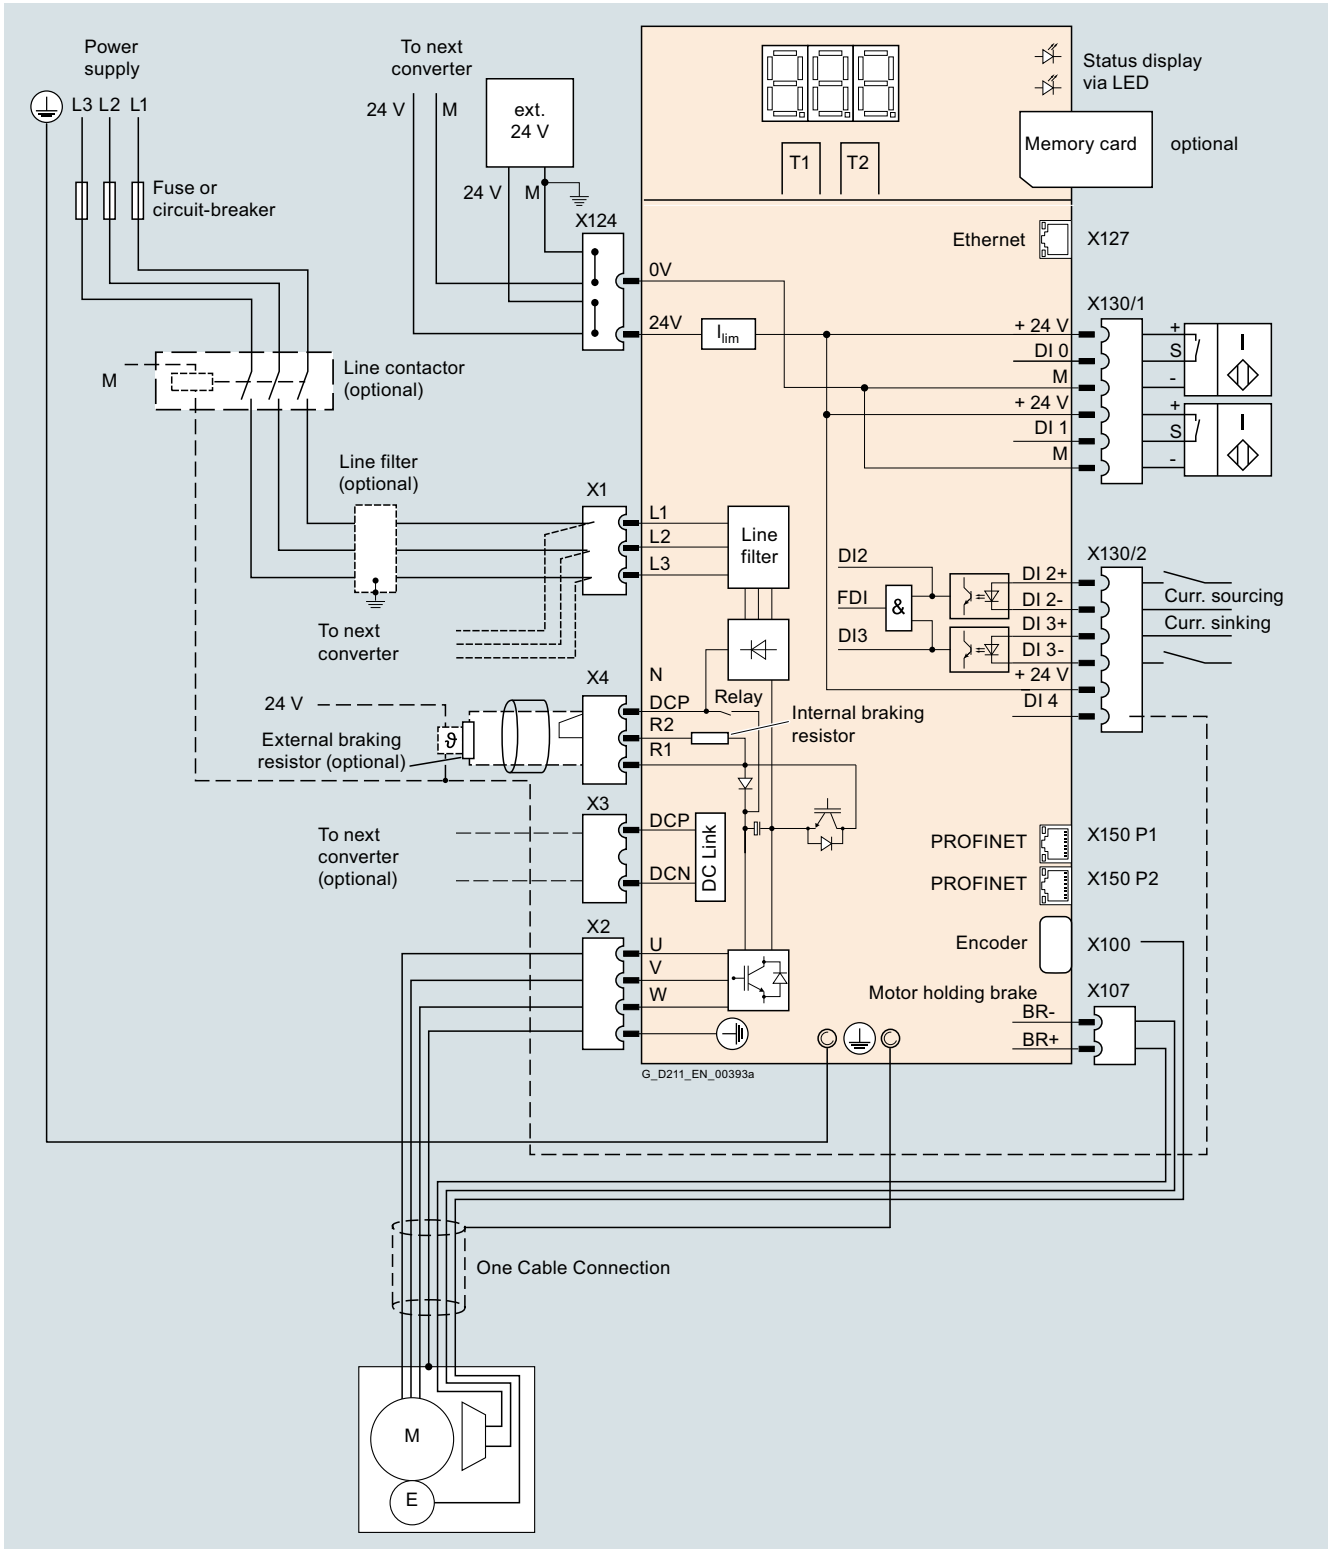 Power
supply
L3 L2 L1
Fuse or
circuit-breaker
To next
converter
24 V
M
ext.
24 V
24 V
M
X124
T1
T2
Status display
via LED
Memory card
optional
Ethernet
X127
0V
24V
Ilim
X130/1
+ 24 V
DI 0
M
+ 24 V
DI 1
M
+
S
-
I
+
S
-
I
M
Line contactor
(optional)
Line filter
(optional)
X1
L1
L2
L3
Line
filter
To next
converter
DI2
FDI
&
DI3
X130/2
DI 2+
DI 2-
DI 3+
DI 3-
+ 24 V
DI 4
Curr. sourcing
Curr. sinking
X4
N
DCP
R2
R1
Relay
Internal braking
resistor
24 V
ϑ
External braking
resistor (optional)
X3
DCP
DCN
DC Link
To next
converter
(optional)
PROFINET
X150 P1
PROFINET
X150 P2
X2
U
V
W
Encoder
X100
Motor holding brake
X107
BR-
BR+
G_D211_EN_00393a
One Cable Connection
M
E